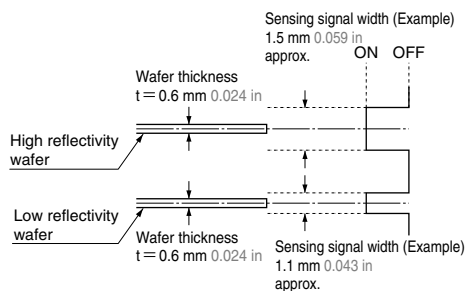 Sensing signal width (Example)
1.5 mm 0.059 in
approx.
ON OFF
Wafer thickness
t＝0.6 mm 0.024 in
High reflectivity
wafer
Low reflectivity
wafer
Wafer thickness
t＝0.6 mm 0.024 in
Sensing signal width (Example)
1.1 mm 0.043 in
approx.